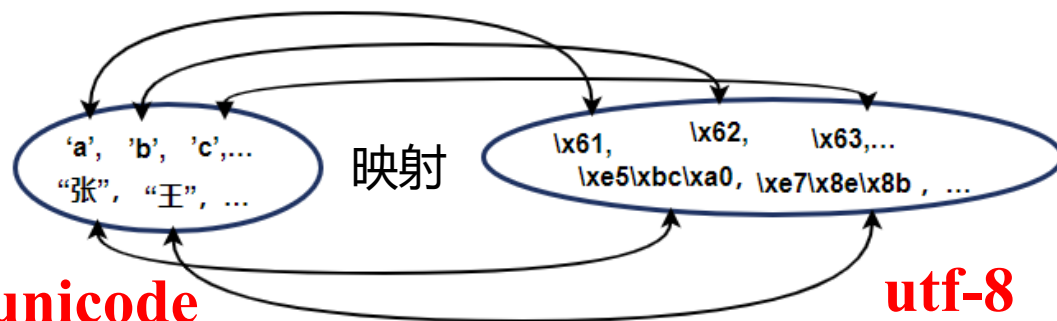 ‘a’, ’b’, ’c’,...
“张”, “王”, ...
映射
\x61, \x62, \x63,...
\xe5\xbc\xa0, \xe7\x8e\x8b , ...
unicode
utf-8